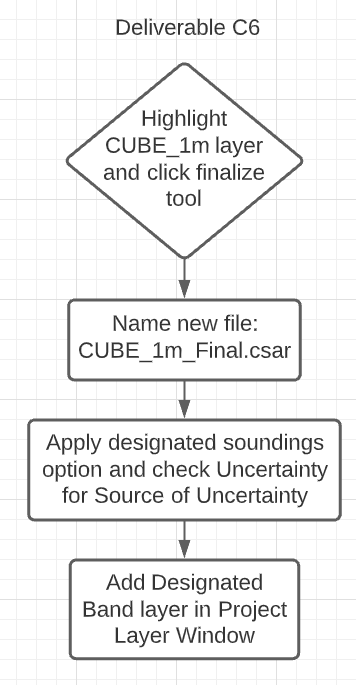 Deliverable C6
Highlight
CUBE_1m layer
and click finalize
tool
Name new file:
CUBE_1m_Final.csar
Apply designated soundings
option and check Uncertainty
for Source of Uncertainty
Add Designated
Band layer in Project
Layer Window